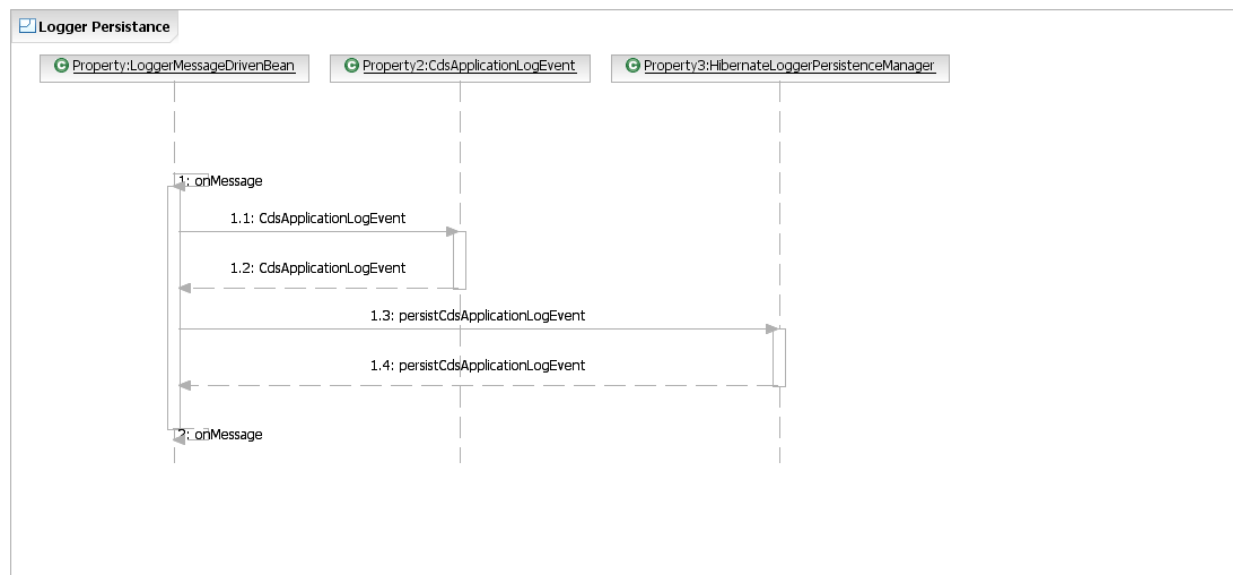 Logger Persistance
Property:LoggerMessageDrivenBean
Property2:CdsApplicationLogEvent
Property3:HibernateLoggerPersistenceManager
1: onMessage
1.1: CdsApplicationLogEvent
1.2: CdsApplicationLogEvent
1.3: persistCdsApplicationLogEvent
1.4: persistCdsApplicationLogEvent
2: onMessage